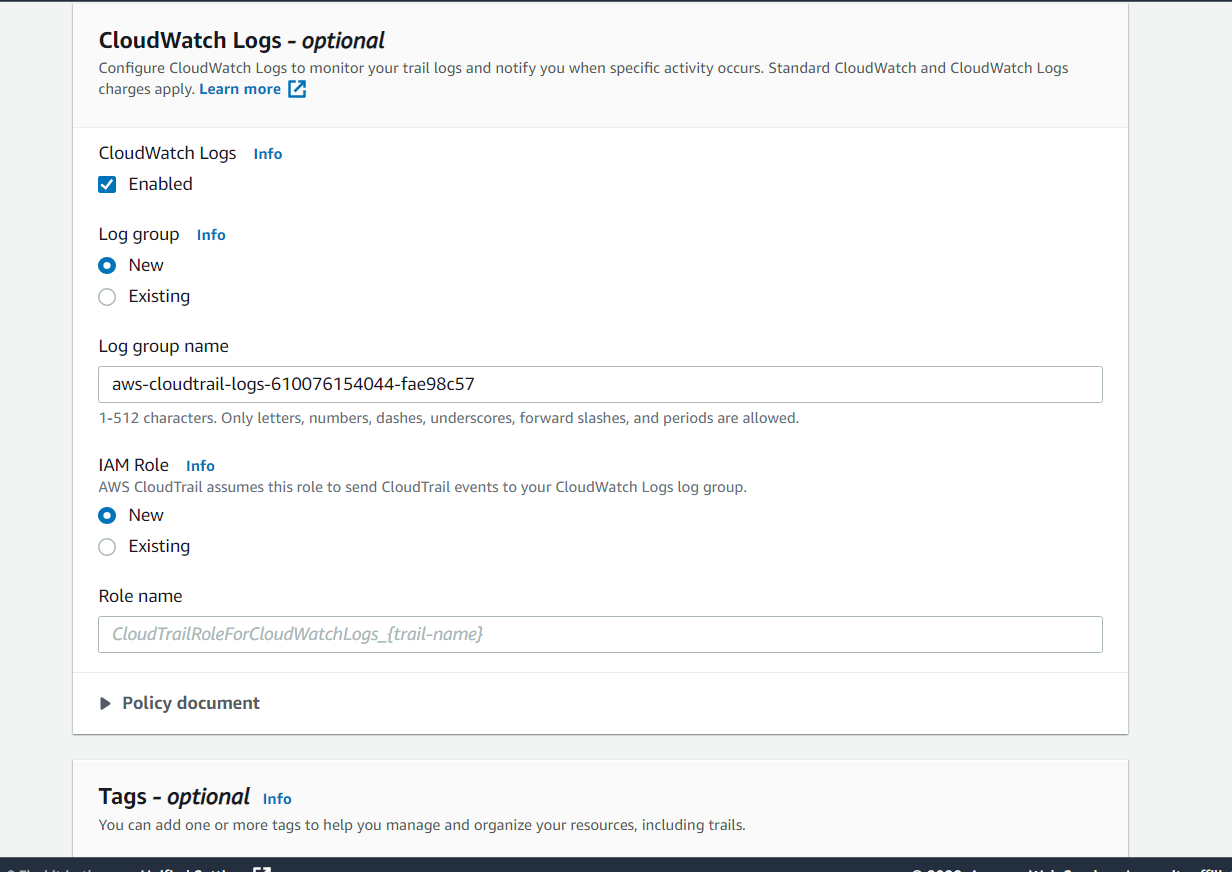 CloudWatch Logs - optional
Configure CloudWatch Logs to monitor your trail logs and notify you when specific activity occurs. Standard CloudWatch and CloudWatch Logs
charges apply. Learn more
CloudWatch Logs Info
Enabled
Log group Info
New
Existing
Log group name
aws-cloudtrail-logs-610076154044-fae98c57
1-512 characters. Only letters, numbers, dashes, underscores, forward slashes, and periods are allowed.
IAM Role Info
AWS CloudTrail assumes this role to send CloudTrail events to your CloudWatch Logs log group.
New
Existing
Role name
CloudTrailRoleForCloudWatchLogs_{trail-name}
Policy document
Tags - optional Info
You can add one or more tags to help you manage and organize your resources, including trails.